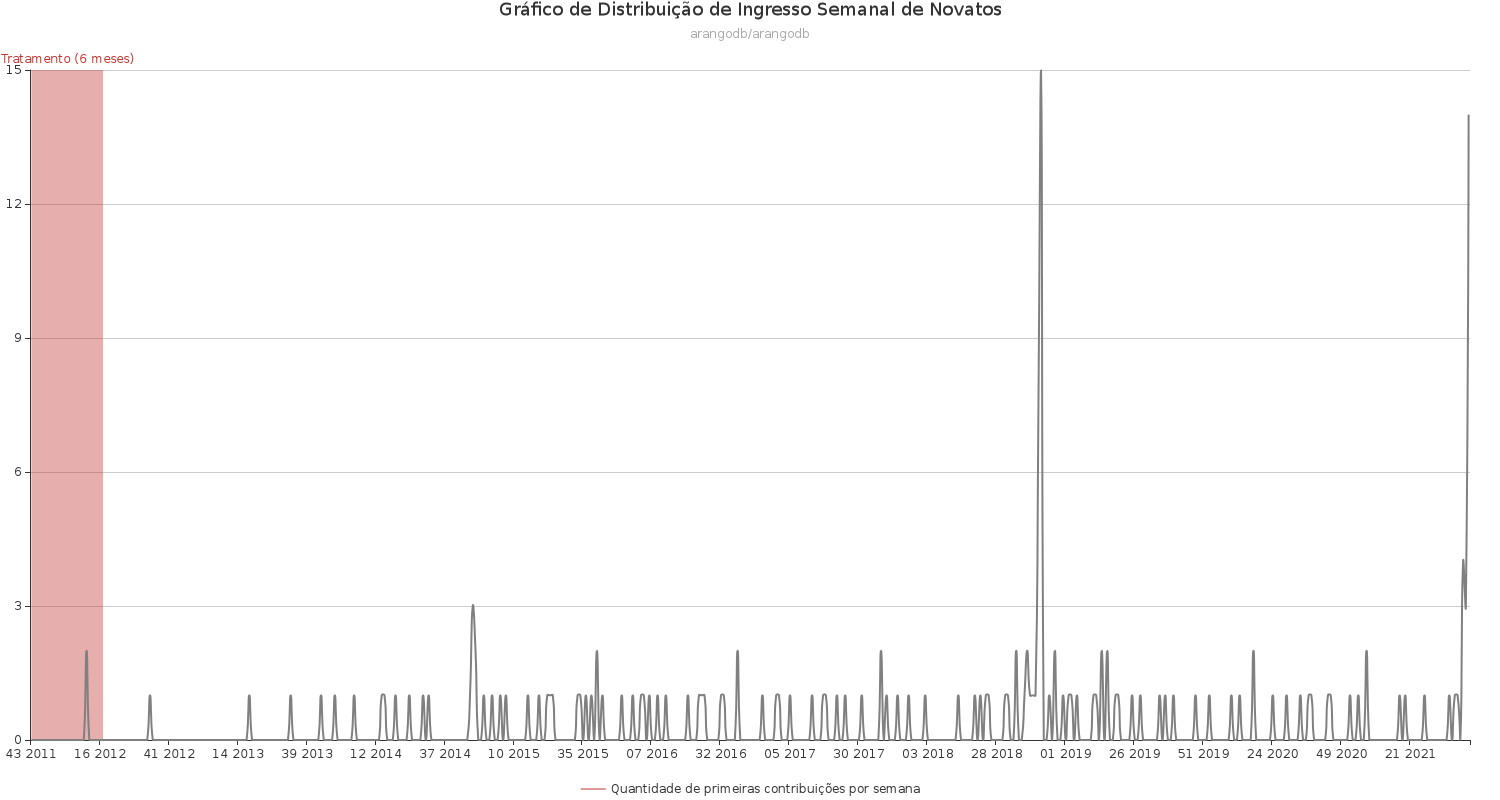 Gráfico de Distribuição de Ingresso Semanal de Novatos
arangodb/arangodb
Tratamento (6 meses)
15
12
9
6
3
0
43 2011 16 2012 41 2012 14 2013 39 2013 12 2014 37 2014 10 2015 35 2015 07 2016 32 2016 05 2017 30 2017 03 2018 28 2018 01 2019 26 2019 51 2019 24 2020 49 2020 21 2021
Quantidade de primeiras contribuições por semana